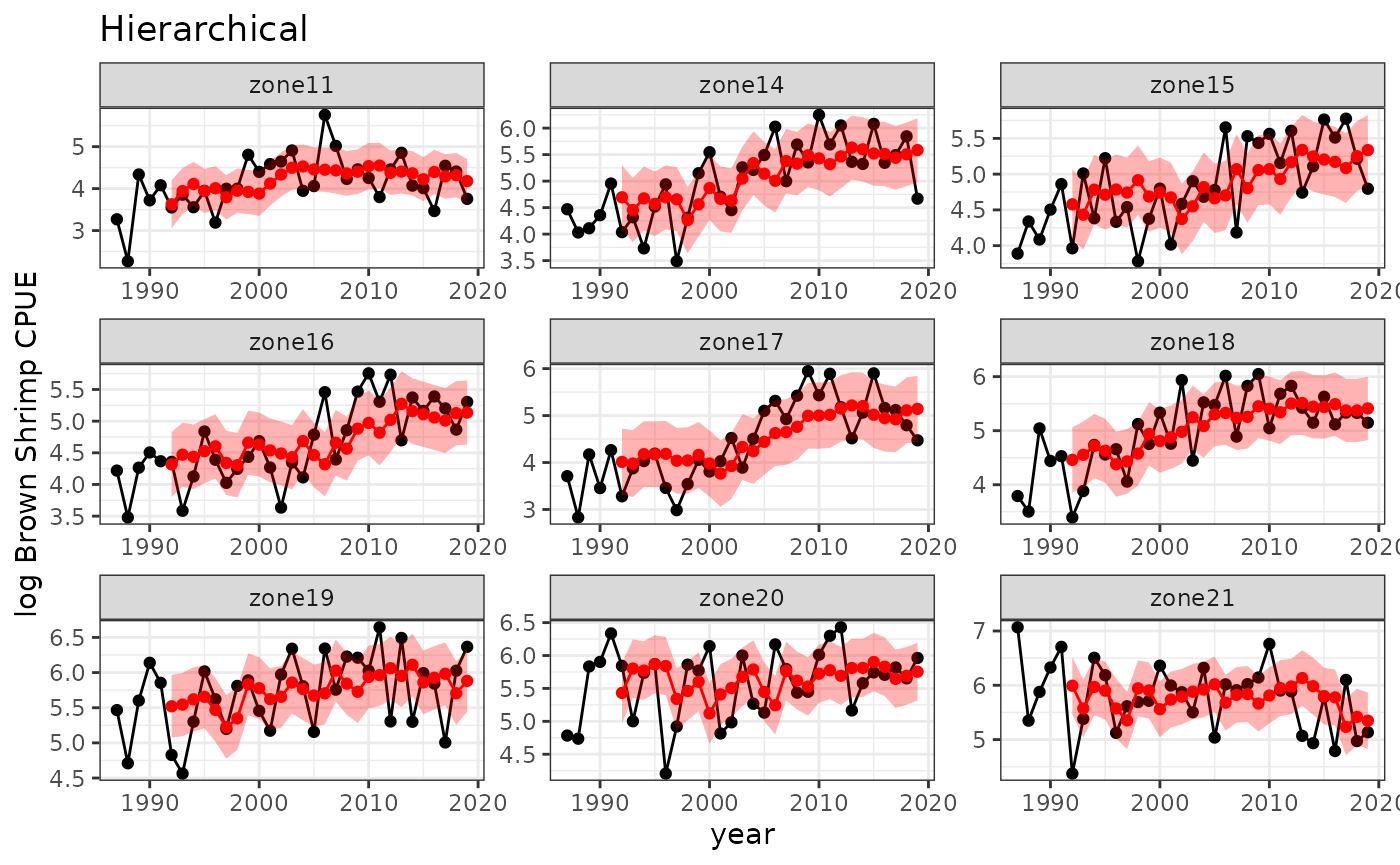 Hierarchical
zone11 zone14 zone15
5 4 3
6.0 5.5 5.0 4.5 4.0 3.5
5.5 5.0 4.5 4.0
1990 2000 2010 2020 1990 2000 2010 2020 1990 2000 2010 2020
zone16 zone17 zone18
5.5 5.0 4.5 4.0 3.5
6 5 4 3
6 5 4
1990 2000 2010 2020 1990 2000 2010 2020 1990 2000 2010 2020
zone19 zone20 zone21
6.5 6.0 5.5 5.0 4.5
6.5 6.0 5.5 5.0 4.5
7 6 5
1990 2000 2010 2020 1990 2000 2010 2020 1990 2000 2010 2020
log Brown Shrimp CPUE
year